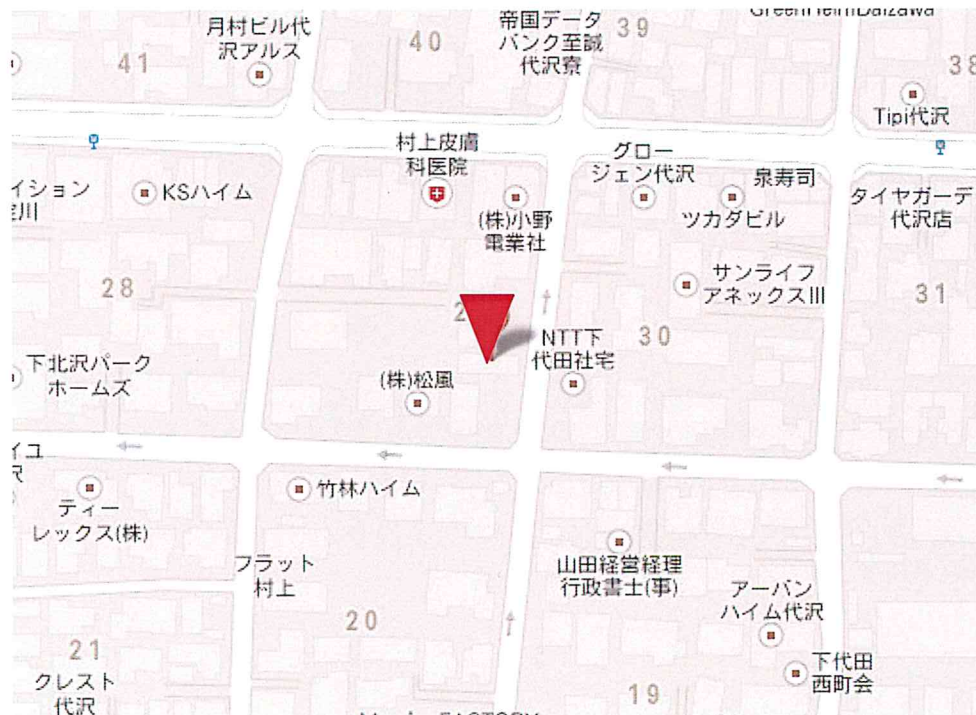 GreenHeimDaizawa
月村ビル代
沢アルス
帝国データ
バンク至誠
代沢寮
41
40
39
38
Tipi代沢
村上皮膚
科医院
グロー
ジェン代沢
泉寿司
KSハイム
(株)小野
電業社
ツカダビル
タイヤガーデ
代沢店
イション
川
28
サンライフ
アネックスIII
31
NTT下
代田社宅
30
下北沢パーク
ホームズ
(株)松風
イユ
沢
竹林ハイム
ティー
レックス(株)
フラット
村上
山田経営経理
行政書士(事)
アーバン
ハイム代沢
20
21
クレスト
代沢
下代田
西町会
19